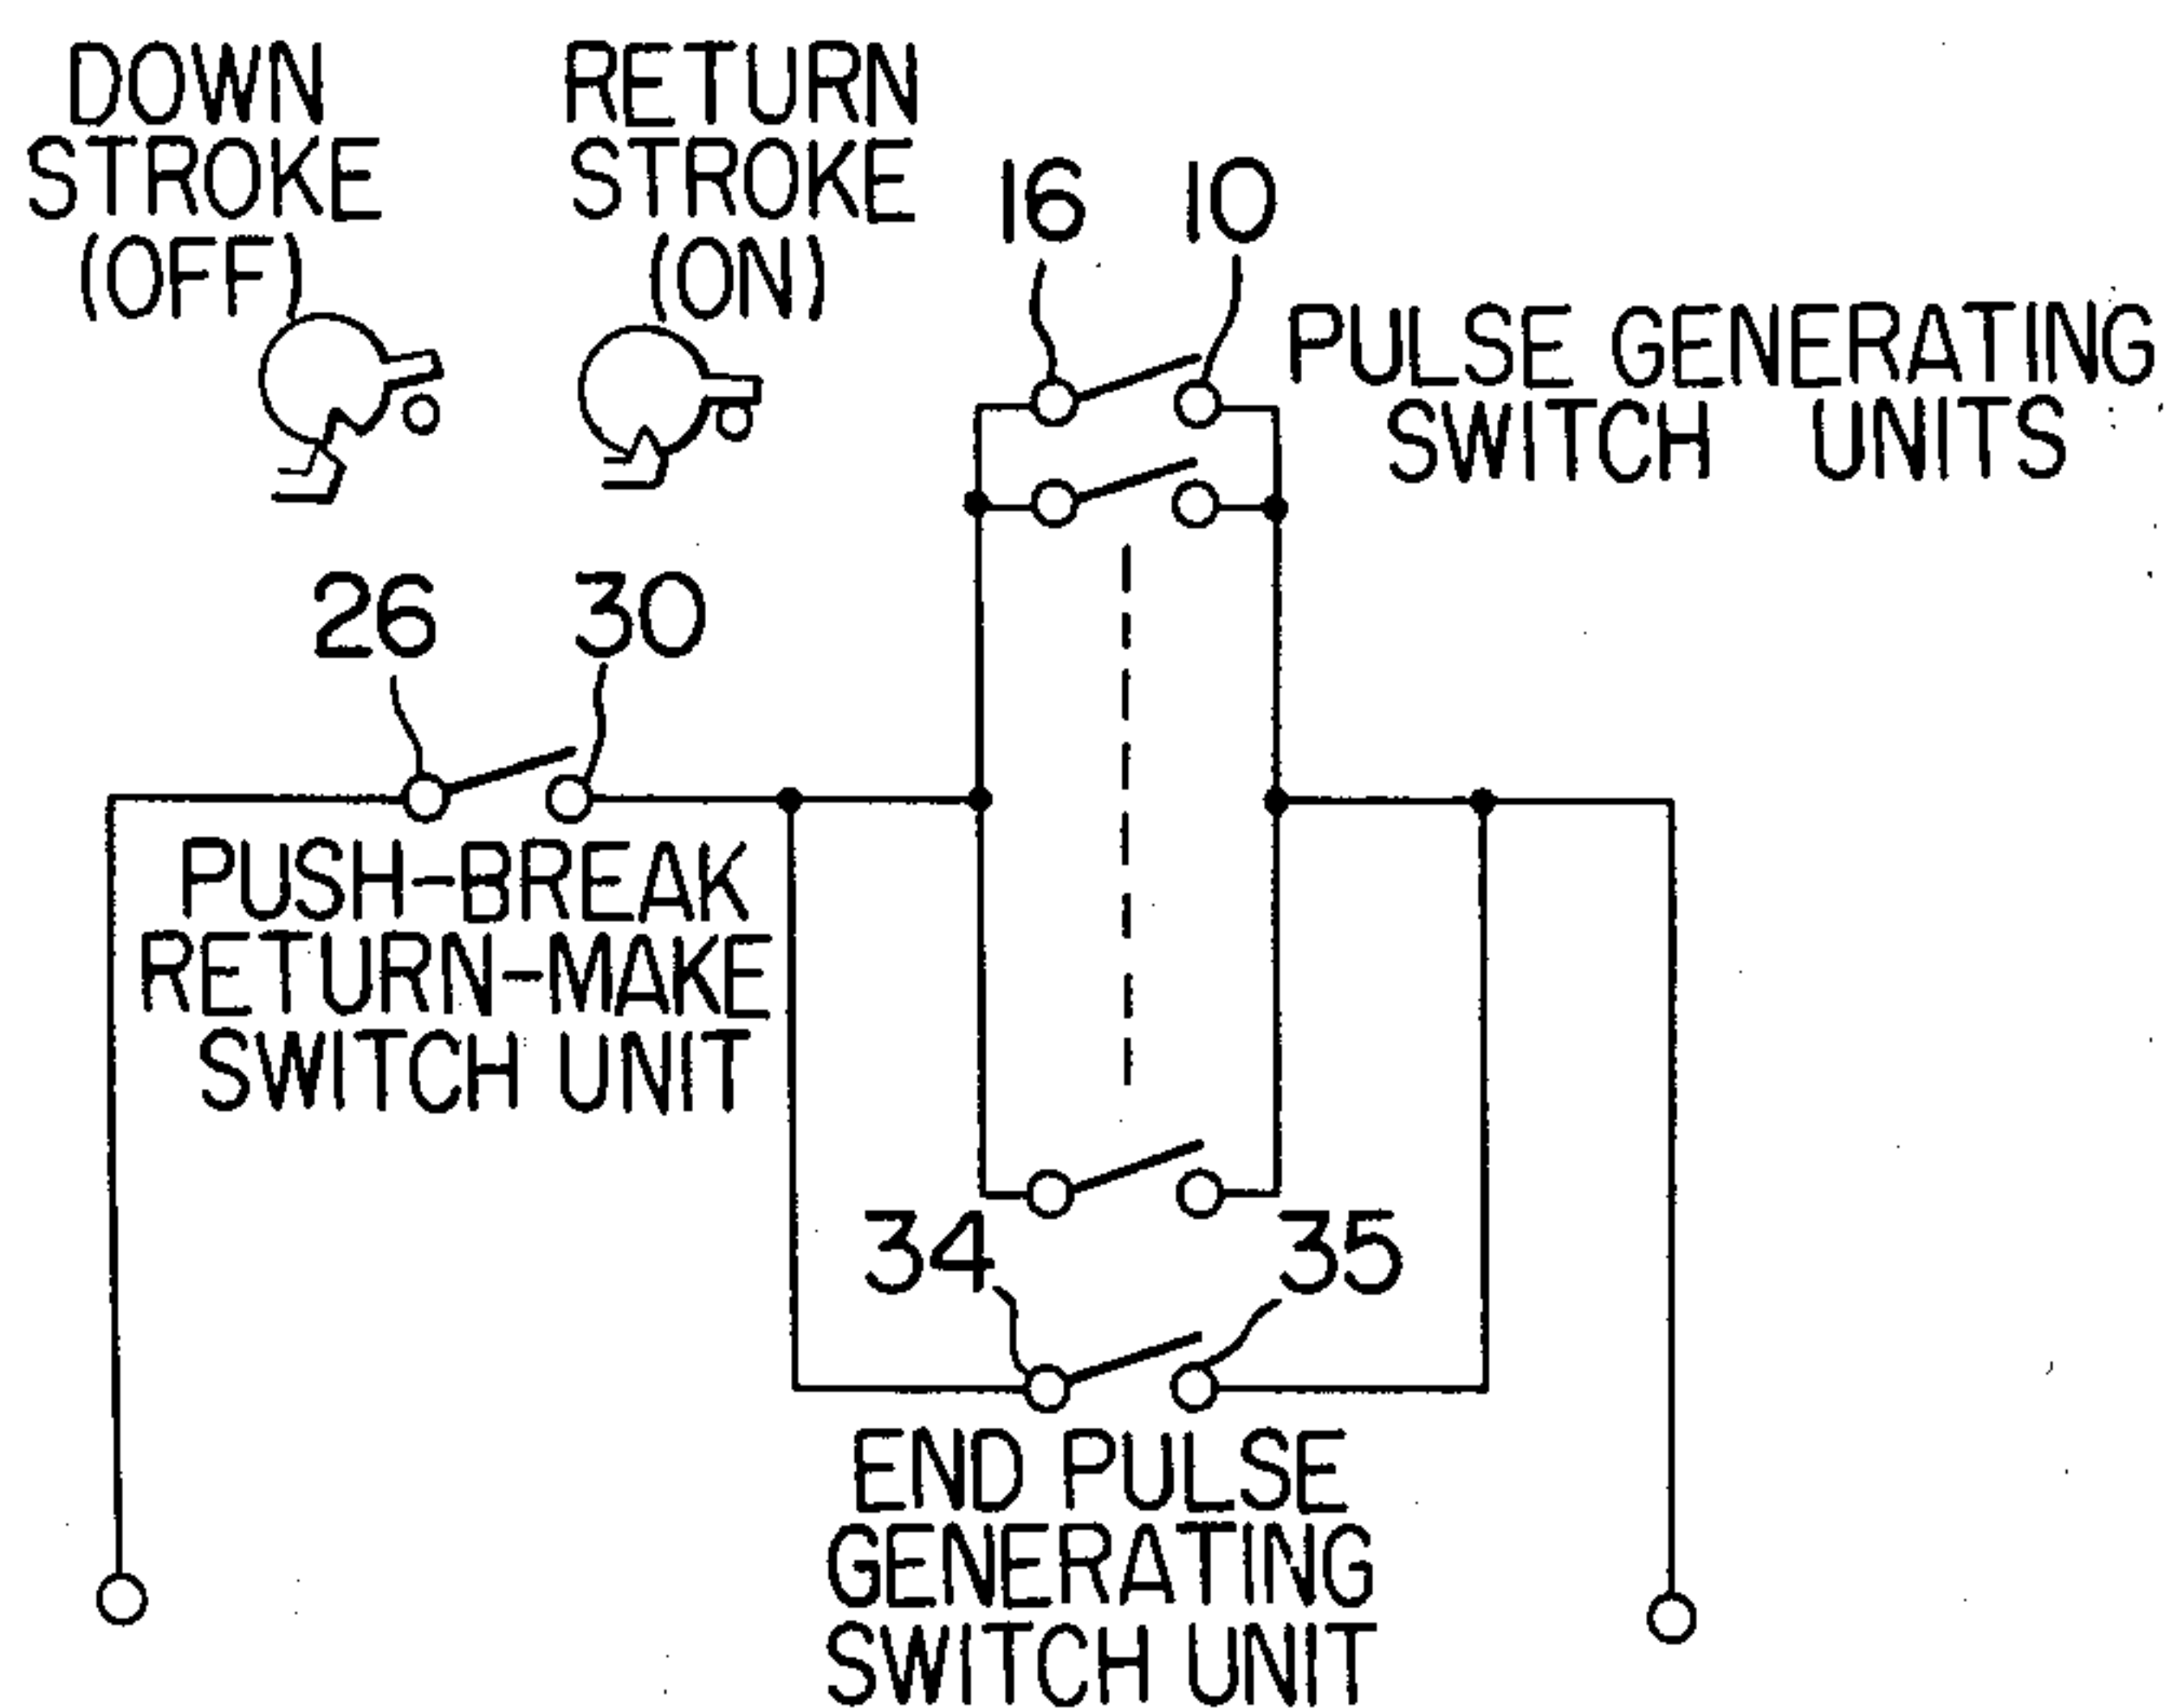 DOWN
STROKE
(OFF)
RETURN
STROKE
(ON)
16
10
PULSE GENERATING
SWITCH UNITS
26
30
PUSH-BREAK
RETURN-MAKE
SWITCH UNIT
34
35
END PULSE
GENERATING
SWITCH UNIT